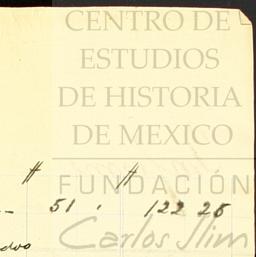 CENTRO DE
ESTUDIOS
DE HISTORIA
DE MEXICO
# #
FUNDACIÓN
51 . 122 25
Carlos Slim